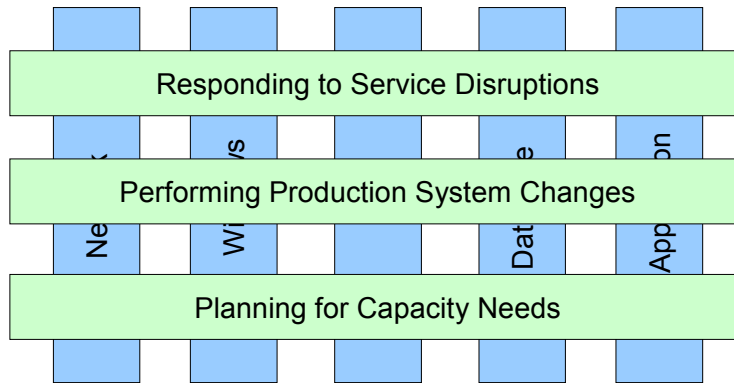 Responding to Service Disruptions
Performing Production System Changes
Planning for Capacity Needs